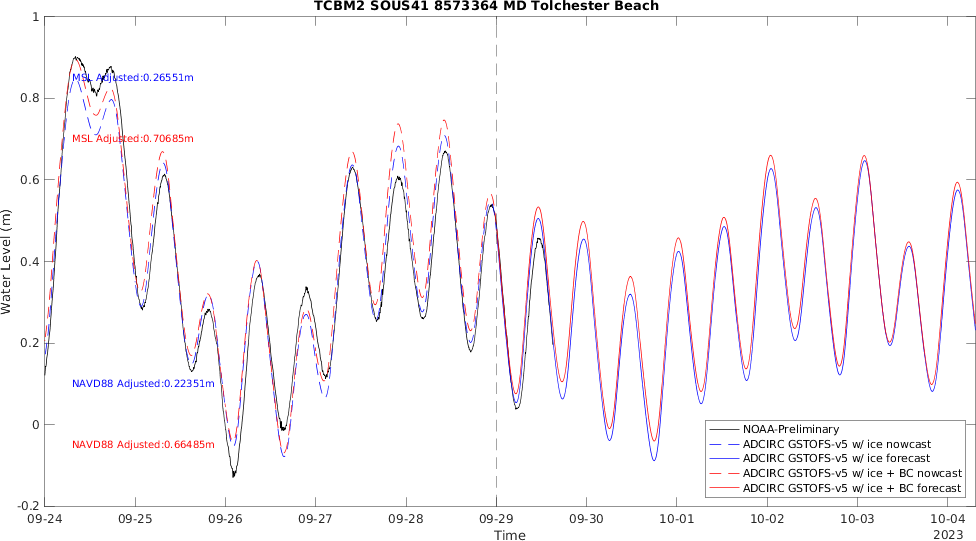 TCBM2 SOUS41 8573364 MD Tolchester Beach
Water Level (m)
1
0.8
0.6
0.4
0.2
0
-0.2
MSL Adjusted:0.26551m
MSL Adjusted:0.70685m
NAVD88 Adjusted:0.22351m
NAVD88 Adjusted:0.66485m
NOAA-Preliminary
ADCIRC GSTOFS-v5 w/ ice nowcast
ADCIRC GSTOFS-v5 w/ ice forecast
ADCIRC GSTOFS-v5 w/ ice + BC nowcast
ADCIRC GSTOFS-v5 w/ ice + BC forecast
09-24 09-25 09-26 09-27 09-28 09-29 09-30 10-01 10-02 10-03 10-04
Time 2023